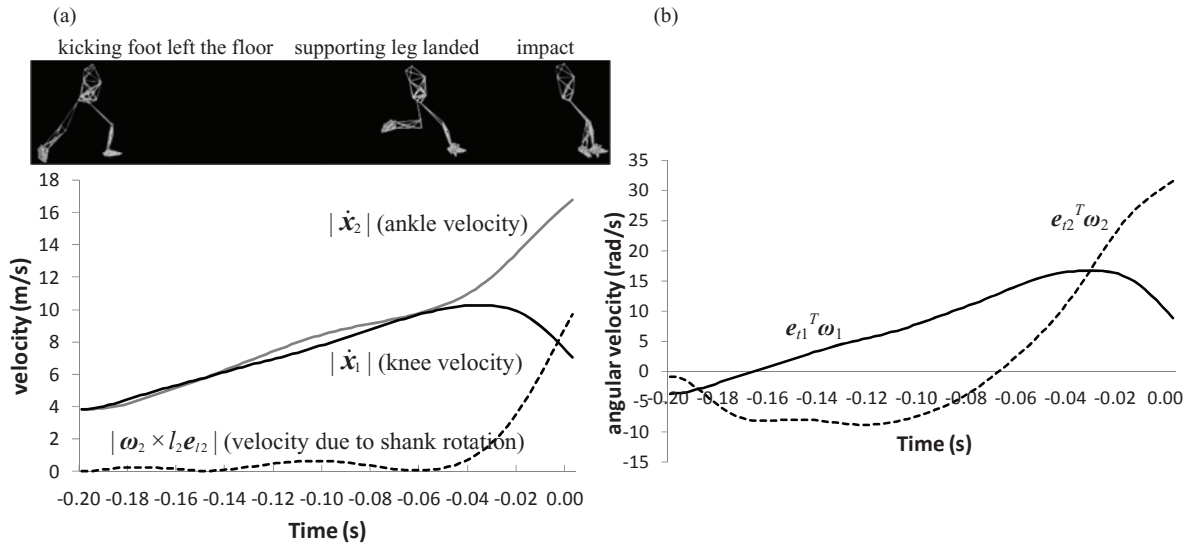 (a)
kicking foot left the floor supporting leg landed impact
18
16
14
12
10
8
6
4
2
0
velocity (m/s)
| ẋ₂ | (ankle velocity)
| ẋ₁ | (knee velocity)
| ω₂ × l₂eₗ₂ | (velocity due to shank rotation)
-0.20 -0.18 -0.16 -0.14 -0.12 -0.10 -0.08 -0.06 -0.04 -0.02 0.00
Time (s)
(b)
35
30
25
20
15
10
5
0
-5
-10
-15
angular velocity (rad/s)
eₜ₂ᵀω₂
eₜ₁ᵀω₁
-0.20 -0.18 -0.16 -0.14 -0.12 -0.10 -0.08 -0.06 -0.04 -0.02 0.00
Time (s)